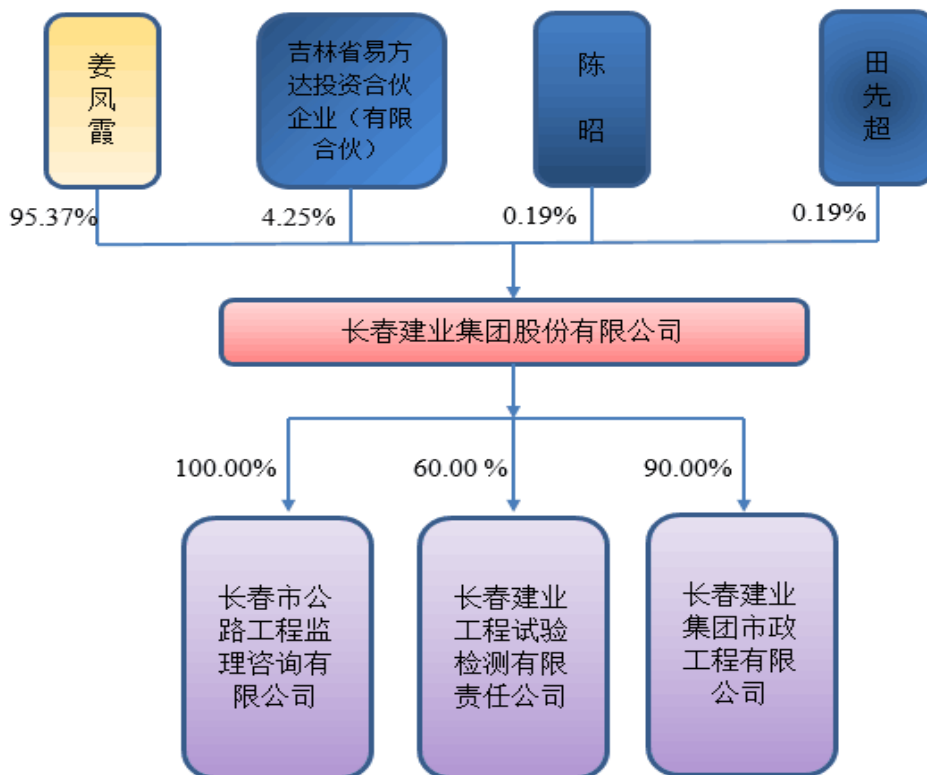 姜
凤
霞
吉林省易方
达投资合伙
企业（有限
合伙）
陈
昭
田
先
超
95.37%
4.25%
0.19%
0.19%
长春建业集团股份有限公司
100.00%
60.00 %
90.00%
长春市公
路工程监
理咨询有
限公司
长春建业
工程试验
检测有限
责任公司
长春建业
集团市政
工程有限
公司